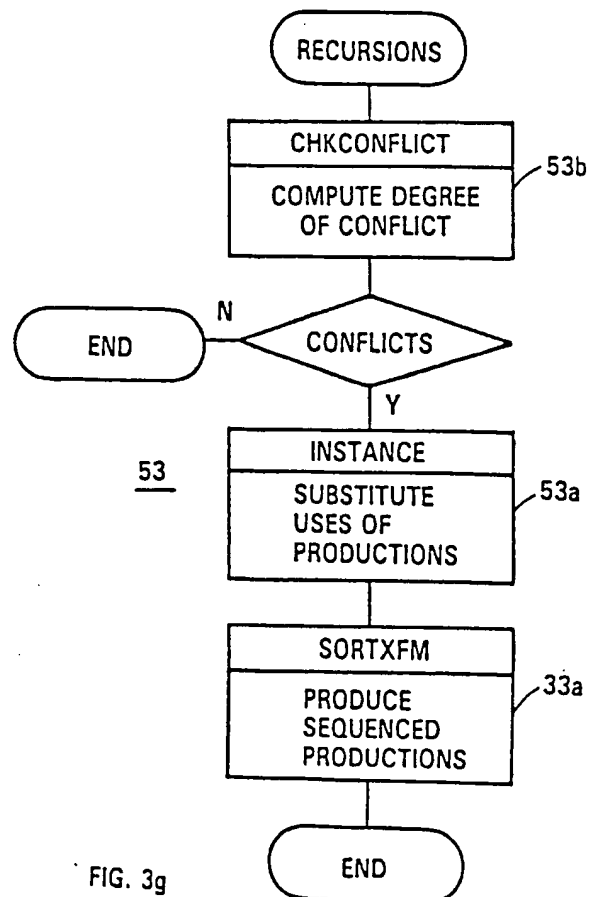 RECURSIONS
CHKCONFLICT
53b
COMPUTE DEGREE
OF CONFLICT
N
END
CONFLICTS
Y
INSTANCE
53
53a
SUBSTITUTE
USES OF
PRODUCTIONS
SORTXFM
33a
PRODUCE
SEQUENCED
PRODUCTIONS
END
FIG. 3g